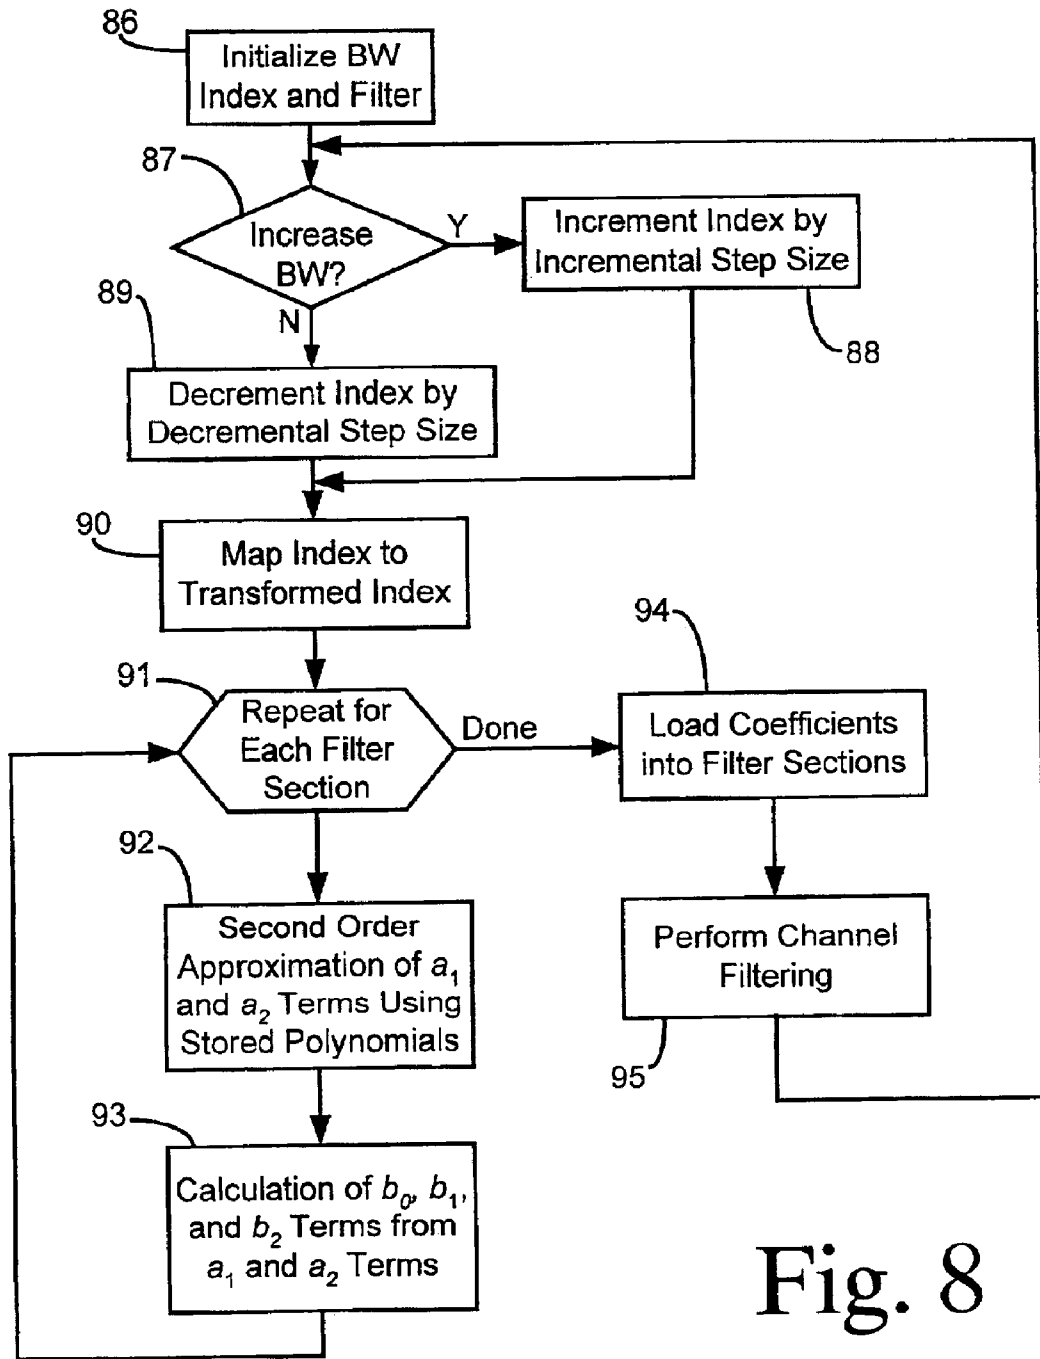 86
Initialize BW
Index and Filter
87
Increase
BW?
Y
N
Increment Index by
Incremental Step Size
88
89
Decrement Index by
Decremental Step Size
90
Map Index to
Transformed Index
91
Repeat for
Each Filter
Section
Done
94
Load Coefficients
into Filter Sections
92
Second Order
Approximation of a₁
and a₂ Terms Using
Stored Polynomials
Perform Channel
Filtering
95
93
Calculation of b₀, b₁,
and b₂ Terms from
a₁ and a₂ Terms
Fig. 8